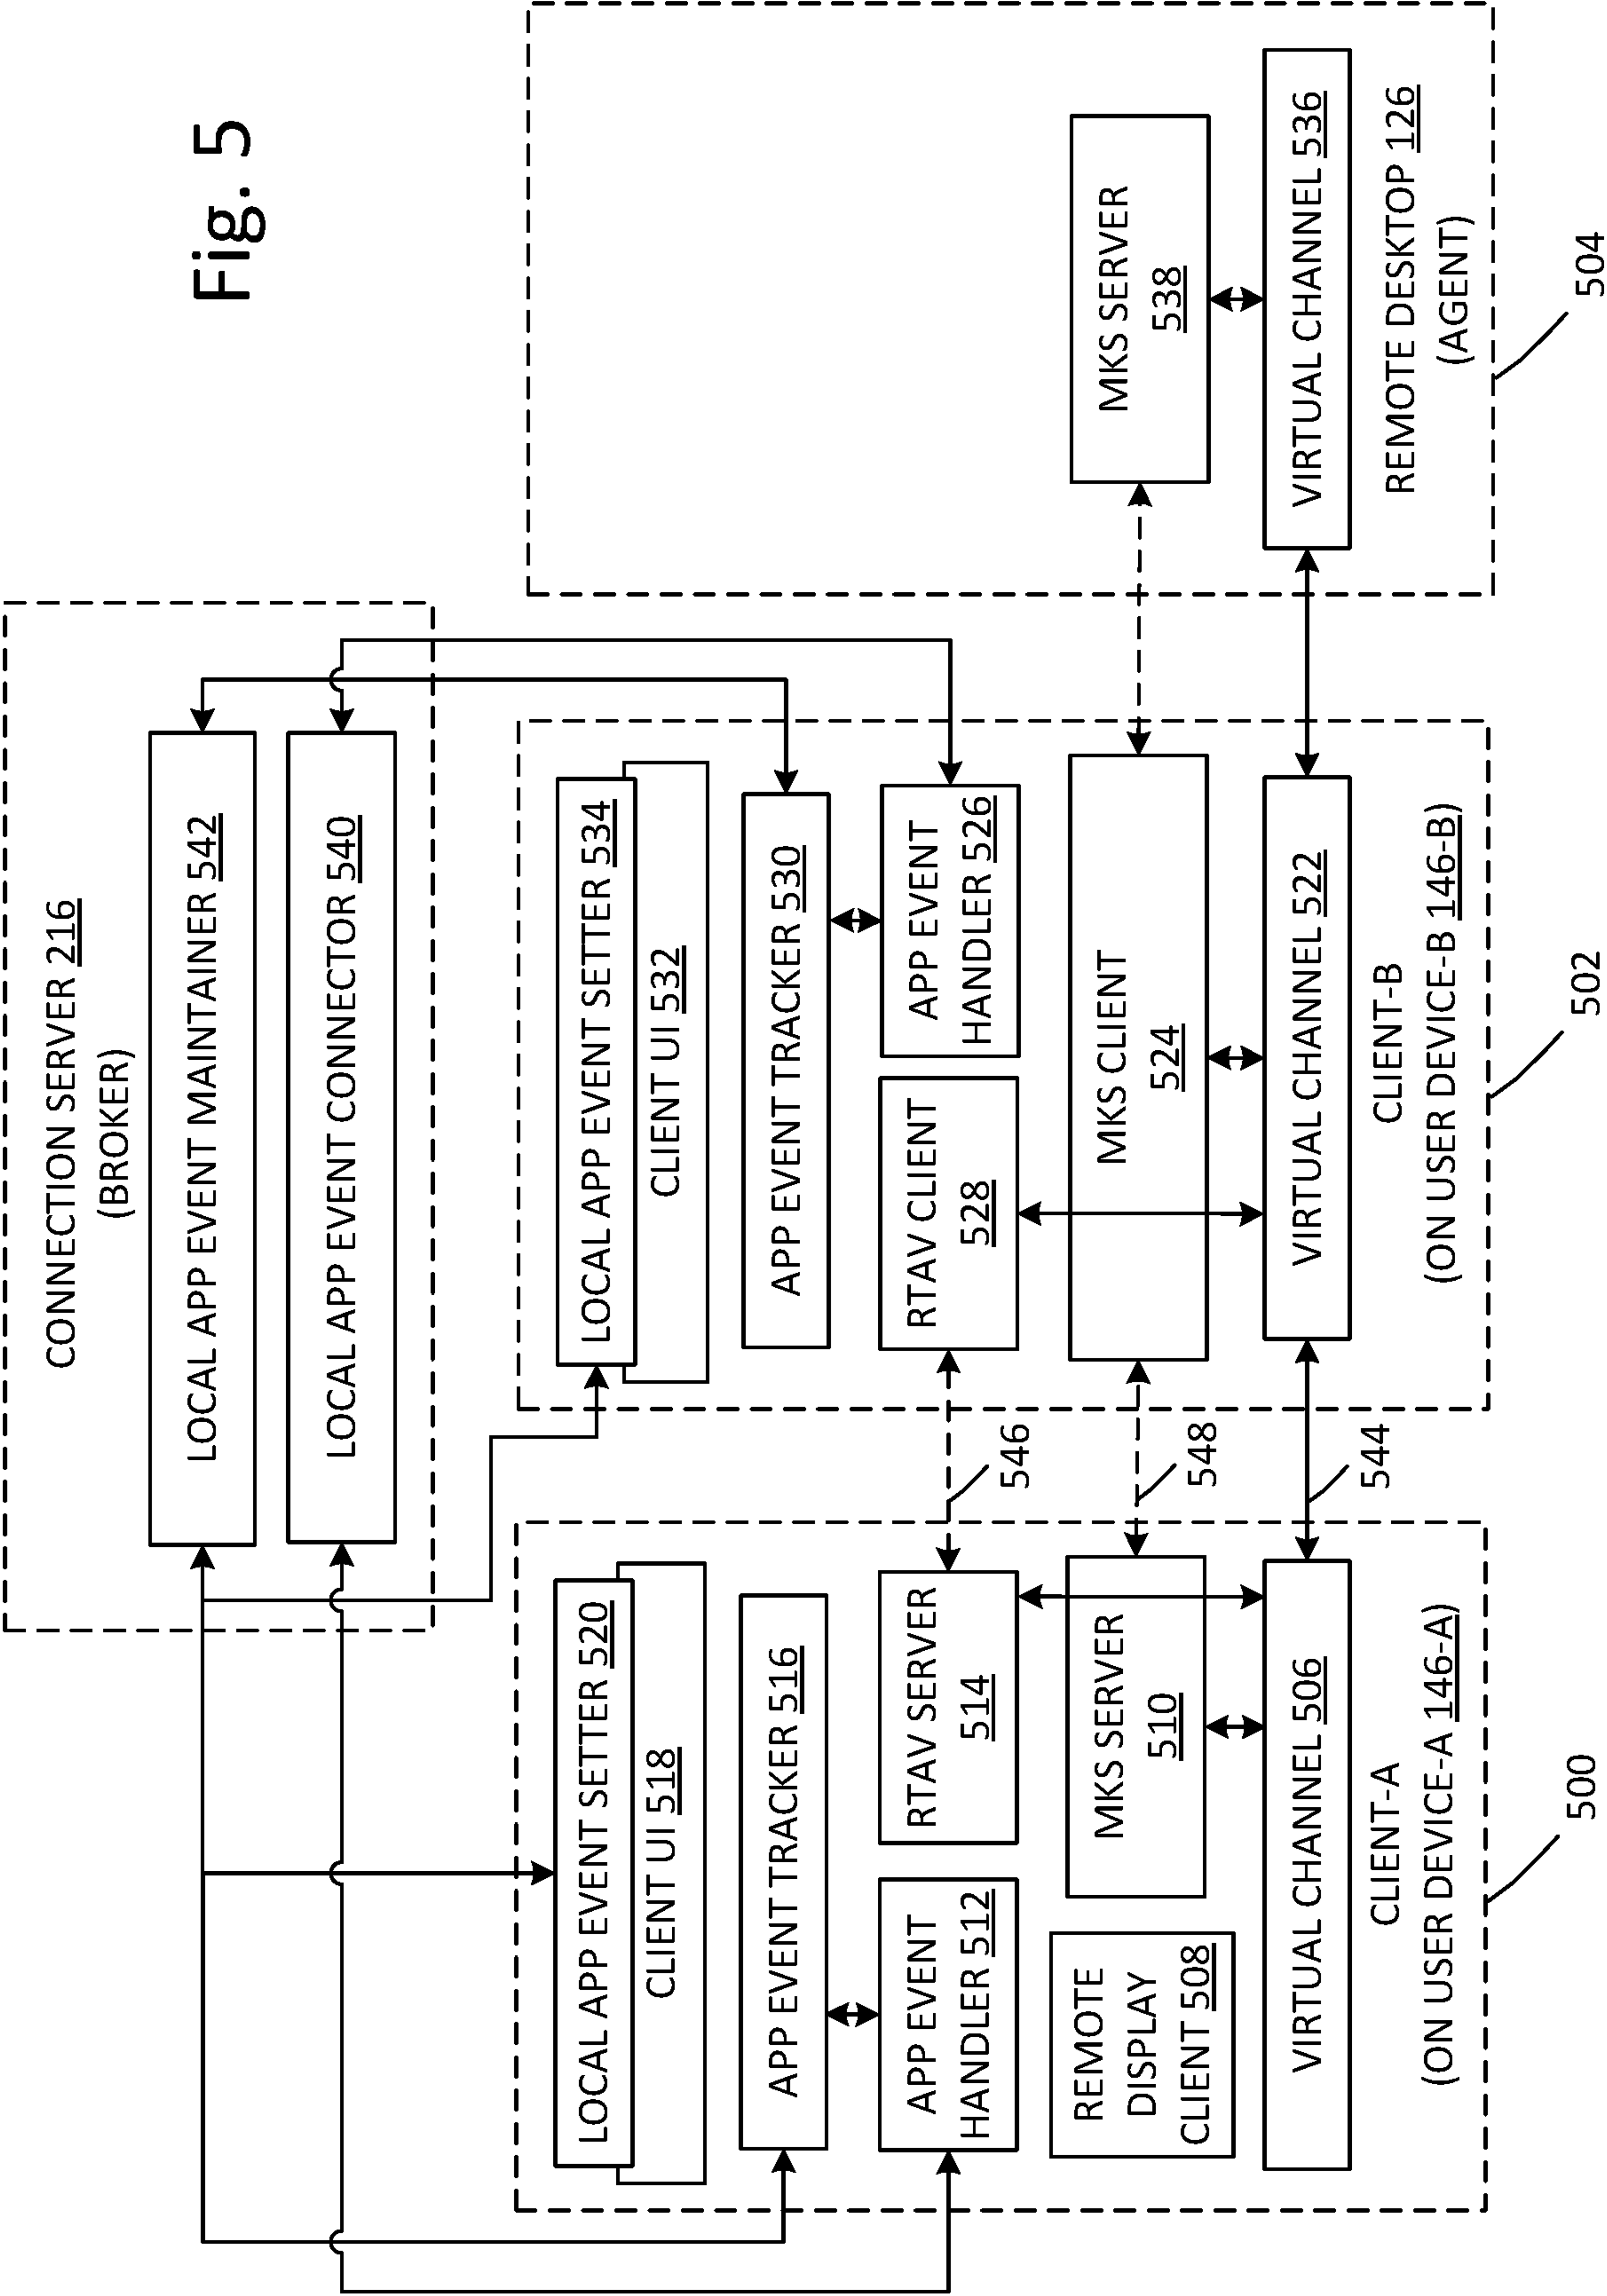 Fig. 5
CONNECTION SERVER 216
(BROKER)
LOCAL APP EVENT MAINTAINER 542
LOCAL APP EVENT CONNECTOR 540
LOCAL APP EVENT SETTER 520
CLIENT UI 518
APP EVENT TRACKER 516
APP EVENT
HANDLER 512
RTAV SERVER
514
REMOTE
DISPLAY
CLIENT 508
MKS SERVER
510
VIRTUAL CHANNEL 506
CLIENT-A
(ON USER DEVICE-A 146-A)
500
546
548
544
LOCAL APP EVENT SETTER 534
CLIENT UI 532
APP EVENT TRACKER 530
RTAV CLIENT
528
APP EVENT
HANDLER 526
MKS CLIENT
524
VIRTUAL CHANNEL 522
CLIENT-B
(ON USER DEVICE-B 146-B)
502
MKS SERVER
538
VIRTUAL CHANNEL 536
REMOTE DESKTOP 126
(AGENT)
504